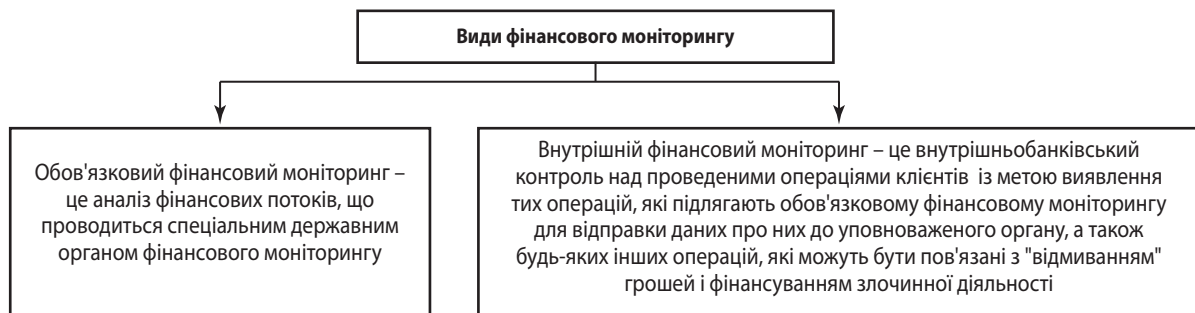 Види фінансового моніторингу
Обов'язковий фінансовий моніторинг –
це аналіз фінансових потоків, що
проводиться спеціальним державним
органом фінансового моніторингу
Внутрішній фінансовий моніторинг – це внутрішньобанківський
контроль над проведеними операціями клієнтів із метою виявлення
тих операцій, які підлягають обов'язковому фінансовому моніторингу
для відправки даних про них до уповноваженого органу, а також
будь-яких інших операцій, які можуть бути пов'язані з "відмиванням"
грошей і фінансуванням злочинної діяльності